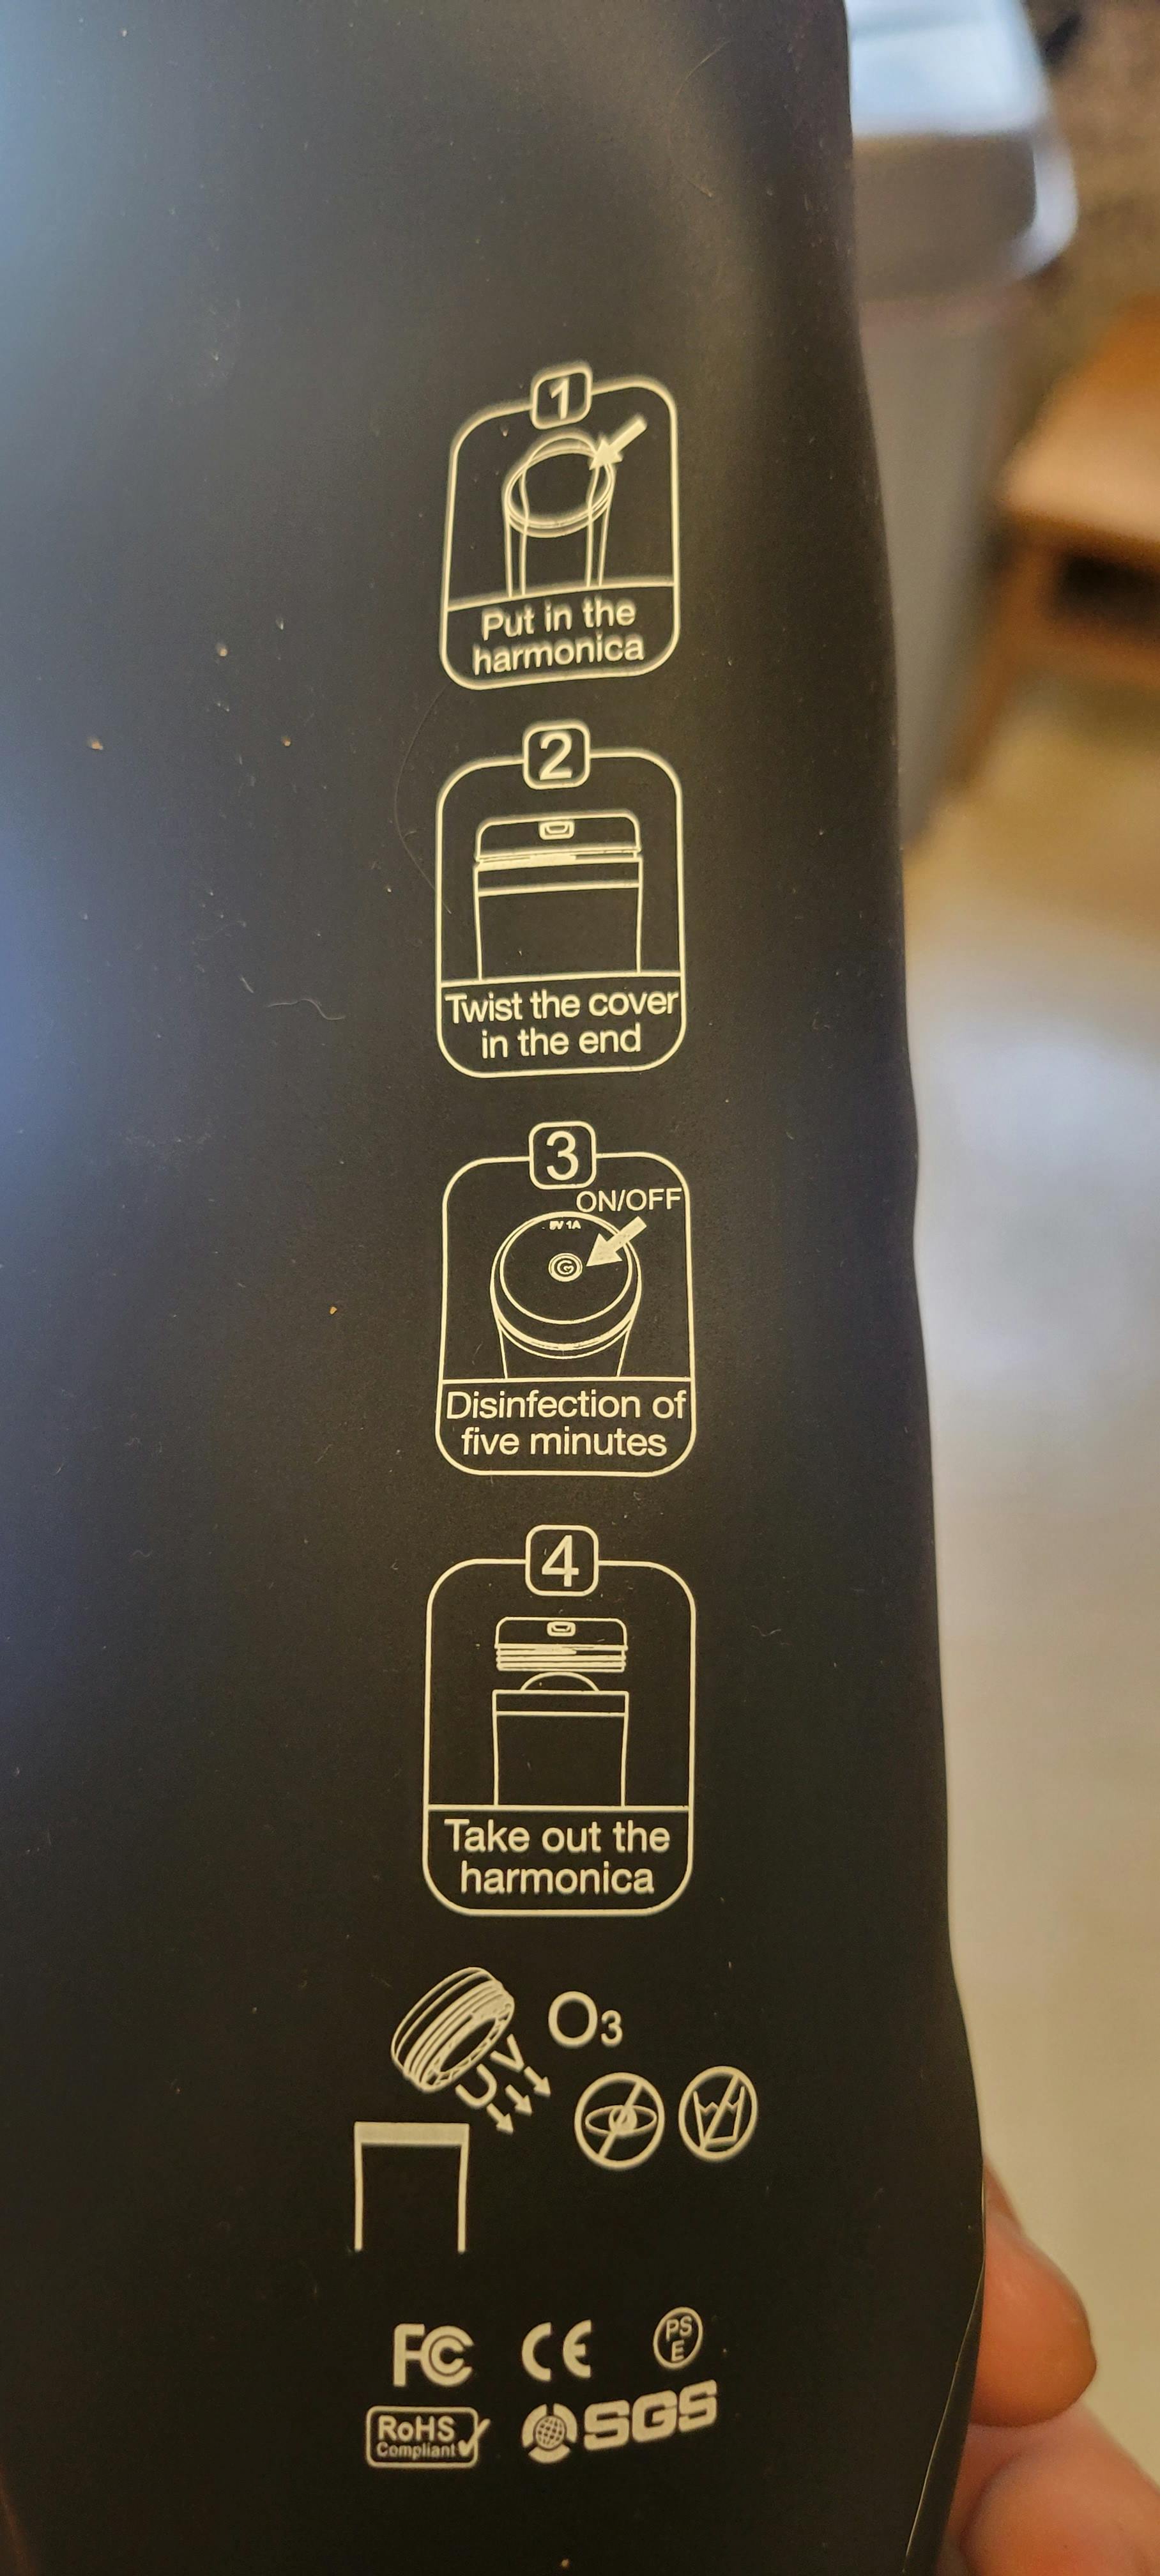 1
Put in the
harmonica
2
Twist the cover
in the end
3
ON/OFF
5V 1A
G
Disinfection of
five minutes
4
Take out the
harmonica
O3
UV
FC
CE
PS
E
RoHS
Compliant
SGS